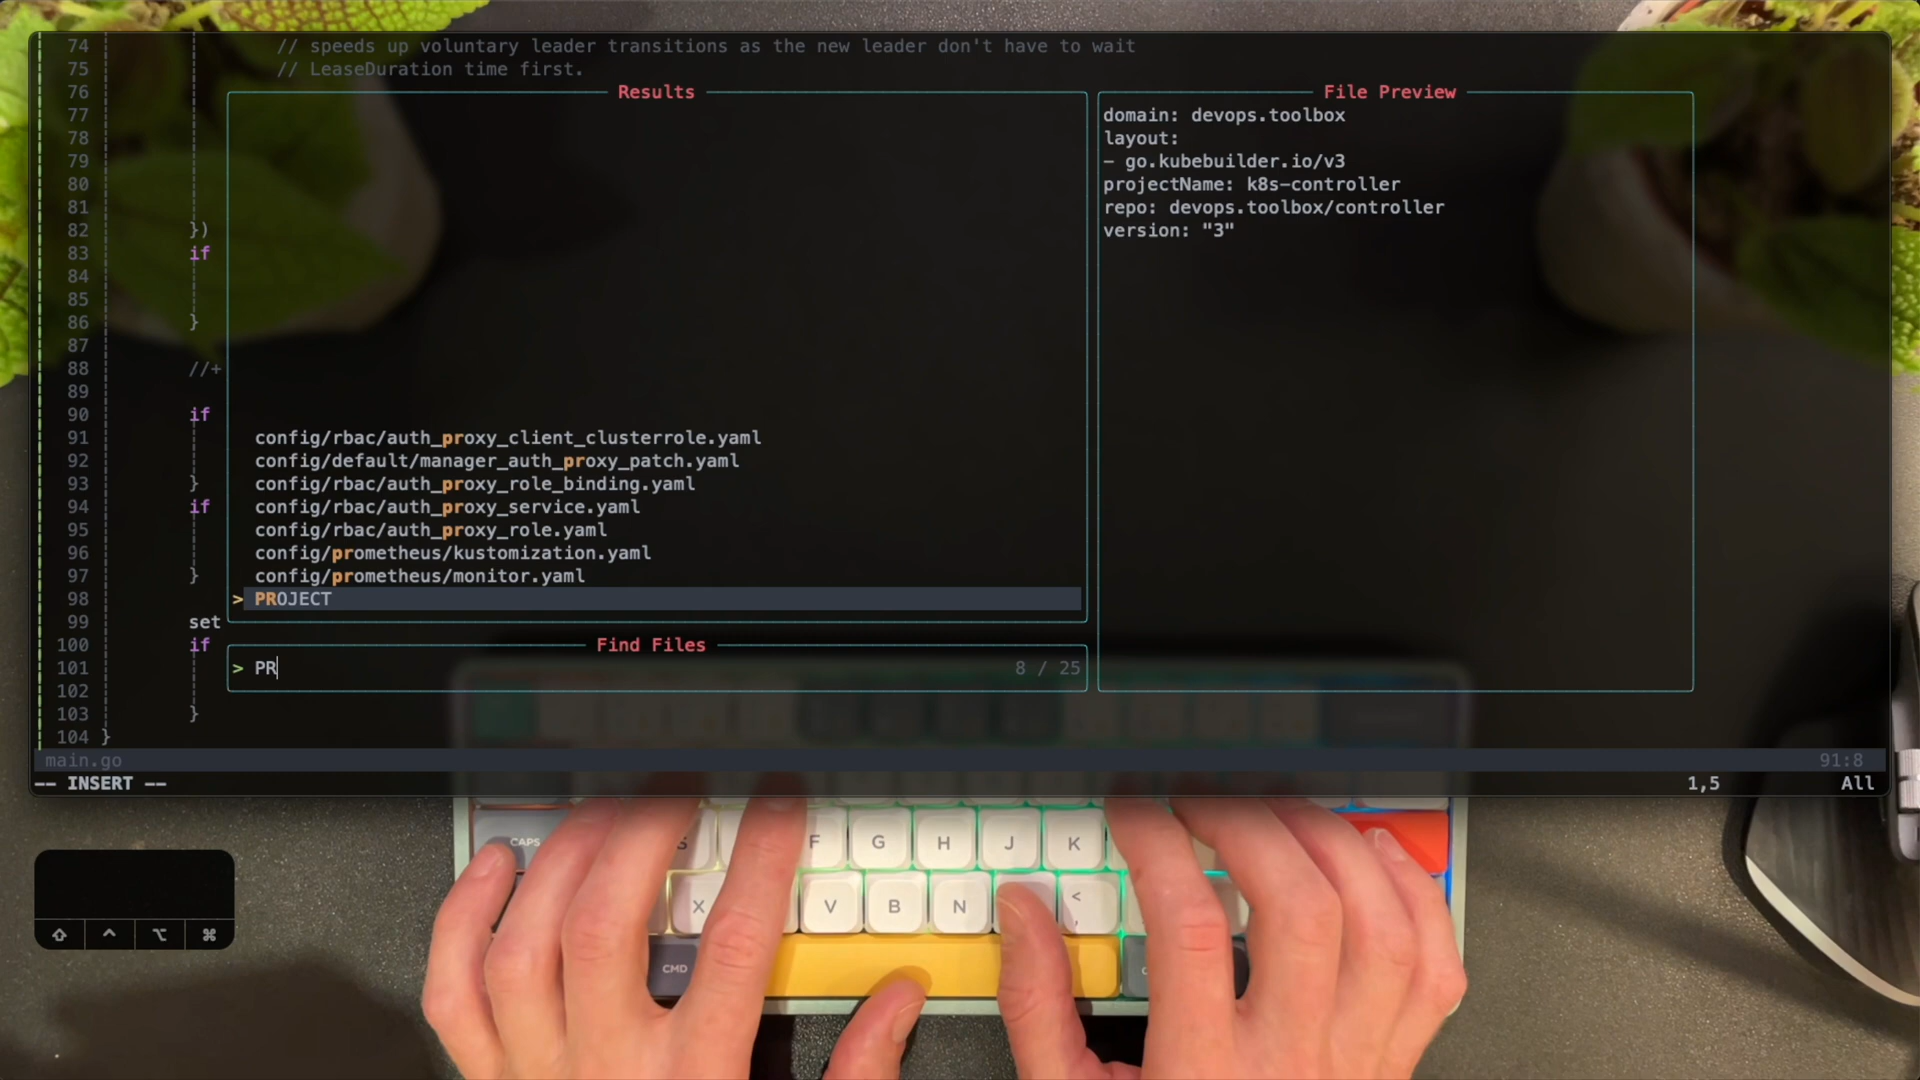 74 // speeds up voluntary leader transitions as the new leader don't have to wait
75 // LeaseDuration time first.
76
77
78
79
80
81
82 })
83 if
84
85
86 }
87
88 //+
89
90 if
91
92
93 }
94 if
95
96
97 }
98
99 set
100 if
101
102
103 }
104 }
Results
config/rbac/auth_proxy_client_clusterrole.yaml
config/default/manager_auth_proxy_patch.yaml
config/rbac/auth_proxy_role_binding.yaml
config/rbac/auth_proxy_service.yaml
config/rbac/auth_proxy_role.yaml
config/prometheus/kustomization.yaml
config/prometheus/monitor.yaml
> PROJECT
Find Files
> PR 8 / 25
File Preview
domain: devops.toolbox
layout:
- go.kubebuilder.io/v3
projectName: k8s-controller
repo: devops.toolbox/controller
version: "3"
main.go 91:8
-- INSERT -- 1,5 All
CAPS S F G H J K
X V B N <
,
CMD
⇧ ^ ⌥ ⌘